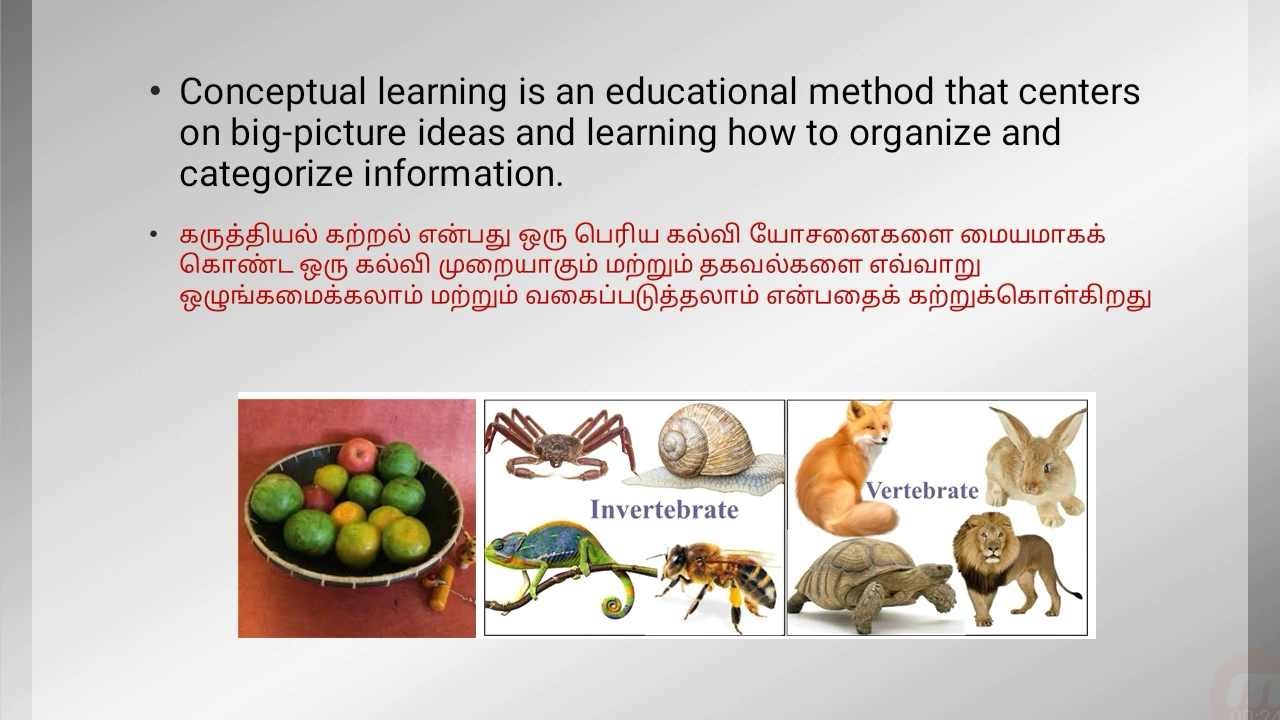 • Conceptual learning is an educational method that centers
on big-picture ideas and learning how to organize and
categorize information.
• கருத்தியல் கற்றல் என்பது ஒரு பெரிய கல்வி யோசனைகளை மையமாகக்
கொண்ட ஒரு கல்வி முறையாகும் மற்றும் தகவல்களை எவ்வாறு
ஒழுங்கமைக்கலாம் மற்றும் வகைப்படுத்தலாம் என்பதைக் கற்றுக்கொள்கிறது
Invertebrate
Vertebrate